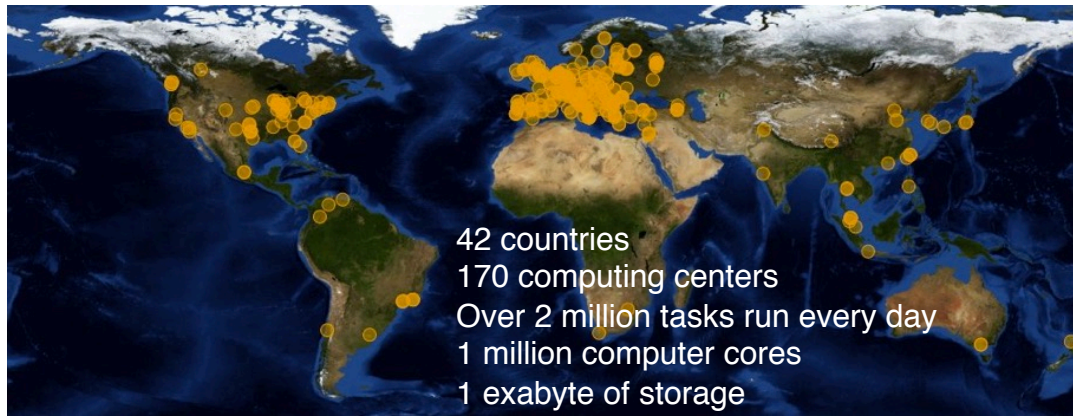 42 countries
170 computing centers
Over 2 million tasks run every day
1 million computer cores
1 exabyte of storage